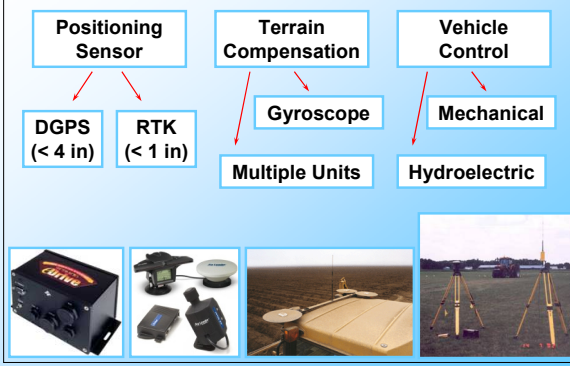 Positioning
Sensor
Terrain
Compensation
Vehicle
Control
DGPS
(< 4 in)
RTK
(< 1 in)
Gyroscope
Multiple Units
Mechanical
Hydroelectric